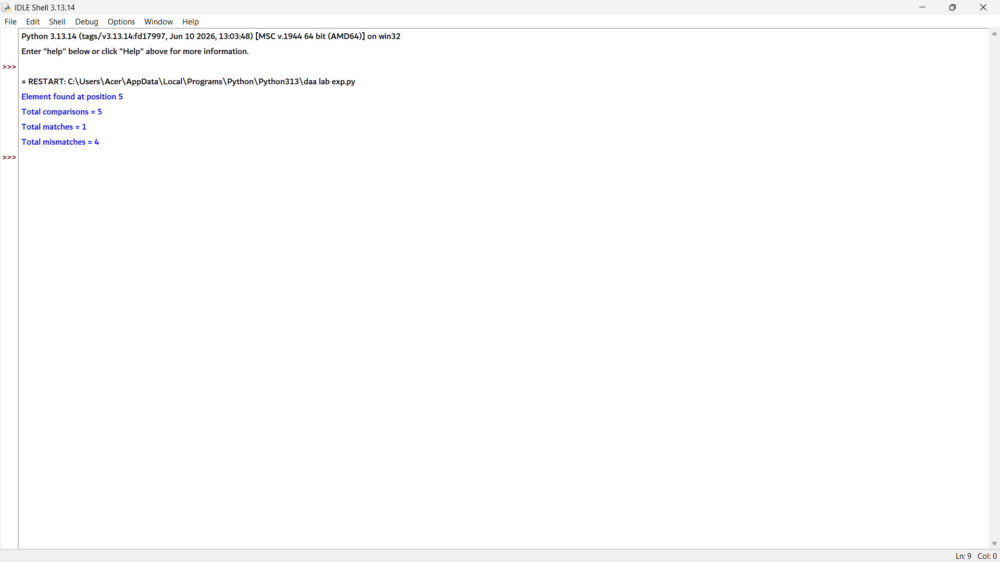 IDLE Shell 3.13.14
File Edit Shell Debug Options Window Help
Python 3.13.14 (tags/v3.13.14:fd17997, Jun 10 2026, 13:03:48) [MSC v.1944 64 bit (AMD64)] on win32
Enter "help" below or click "Help" above for more information.
>>>
= RESTART: C:\Users\Acer\AppData\Local\Programs\Python\Python313\daa lab exp.py
Element found at position 5
Total comparisons = 5
Total matches = 1
Total mismatches = 4
>>>
Ln: 9 Col: 0